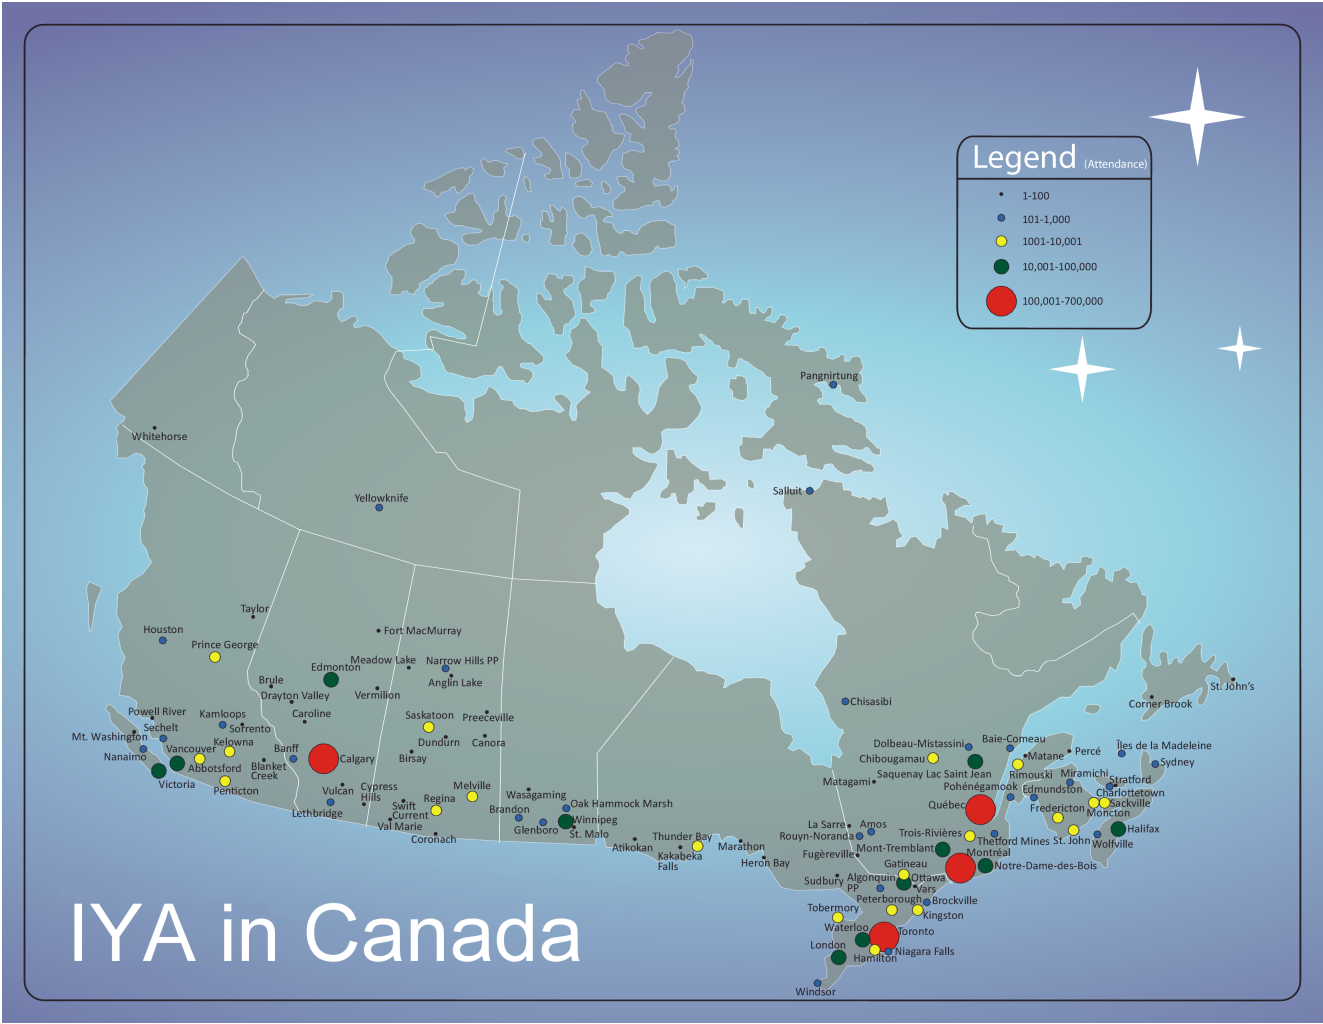 Legend (Attendance)
1-100
101-1,000
1001-10,001
10,001-100,000
100,001-700,000
Pangnirtung
Whitehorse
Salluit
Yellowknife
Taylor
Houston
Fort MacMurray
Prince George
Meadow Lake
Narrow Hills PP
Edmonton
Anglin Lake
Brule
Drayton Valley
Vermilion
St. John's
Corner Brook
Chisasibi
Powell River
Kamloops
Caroline
Saskatoon
Preeceville
Sechelt
Sorrento
Mt. Washington
Kelowna
Dundurn
Canora
Vancouver
Banff
Nanaimo
Calgary
Birsay
Abbotsford
Blanket
Creek
Victoria
Penticton
Vulcan
Cypress
Hills
Melville
Regina
Wasagaming
Lethbridge
Swift
Current
Val Marie
Coronach
Brandon
Oak Hammock Marsh
Glenboro
Winnipeg
St. Malo
Atikokan
Thunder Bay
Kakabeka
Falls
Marathon
Heron Bay
Dolbeau-Mistassini
Baie-Comeau
Chibougamau
Matane
Percé
Îles de la Madeleine
Sydney
Saquenay Lac Saint Jean
Rimouski
Miramichi
Stratford
Matagami
Pohénégamook
Edmundston
Charlottetown
Québec
Fredericton
Sackville
Moncton
La Sarre
Amos
Rouyn-Noranda
Trois-Rivières
Thetford Mines
St. John
Halifax
Wolfville
Fugèreville
Mont-Tremblant
Montréal
Notre-Dame-des-Bois
Gatineau
Sudbury
Algonquin
PP
Ottawa
Vars
Peterborough
Brockville
Tobermory
Kingston
Waterloo
Toronto
London
Hamilton
Niagara Falls
Windsor
IYA in Canada